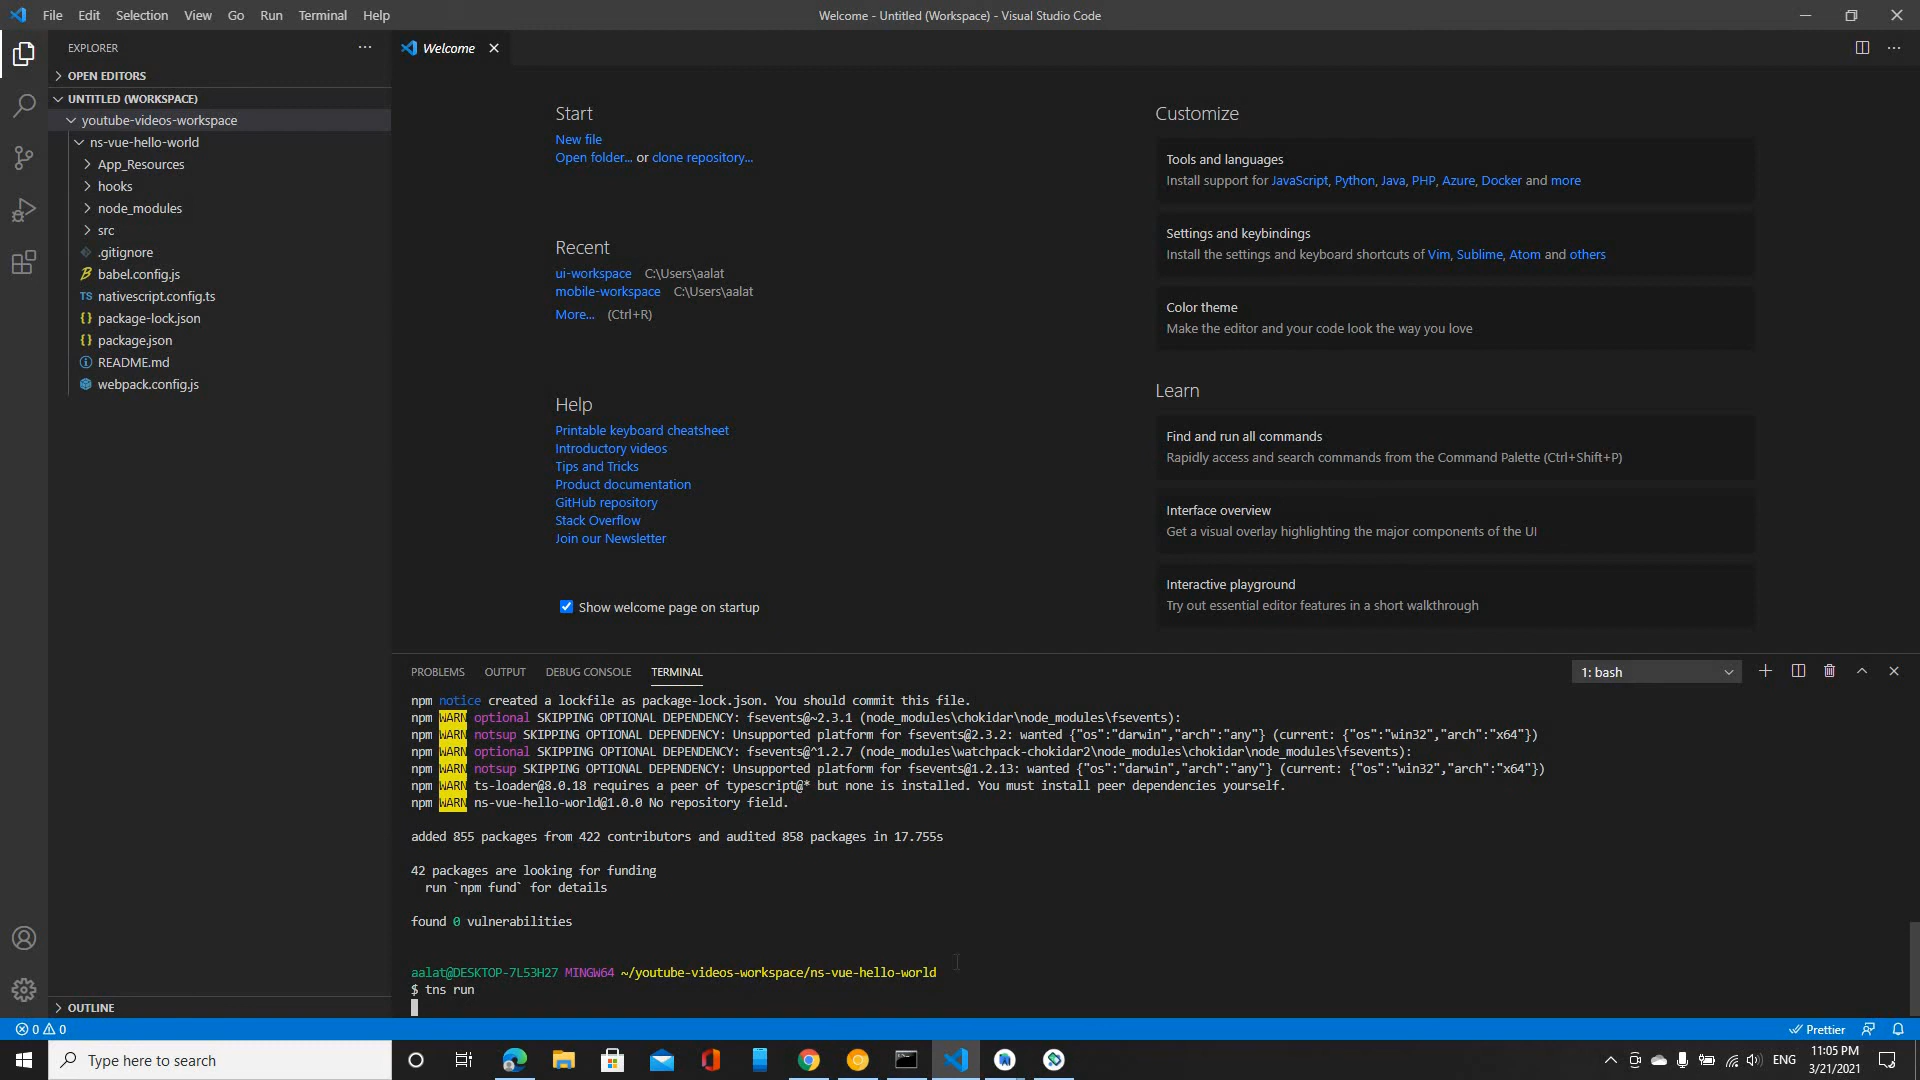 File Edit Selection View Go Run Terminal Help
Welcome - Untitled (Workspace) - Visual Studio Code
EXPLORER
Welcome
OPEN EDITORS
UNTITLED (WORKSPACE)
youtube-videos-workspace
ns-vue-hello-world
App_Resources
hooks
node_modules
src
.gitignore
babel.config.js
TS nativescript.config.ts
{} package-lock.json
{} package.json
README.md
webpack.config.js
OUTLINE
Start
New file
Open folder... or clone repository...
Recent
ui-workspace C:\Users\aalat
mobile-workspace C:\Users\aalat
More... (Ctrl+R)
Help
Printable keyboard cheatsheet
Introductory videos
Tips and Tricks
Product documentation
GitHub repository
Stack Overflow
Join our Newsletter
Show welcome page on startup
Customize
Tools and languages
Install support for JavaScript, Python, Java, PHP, Azure, Docker and more
Settings and keybindings
Install the settings and keyboard shortcuts of Vim, Sublime, Atom and others
Color theme
Make the editor and your code look the way you love
Learn
Find and run all commands
Rapidly access and search commands from the Command Palette (Ctrl+Shift+P)
Interface overview
Get a visual overlay highlighting the major components of the UI
Interactive playground
Try out essential editor features in a short walkthrough
PROBLEMS OUTPUT DEBUG CONSOLE TERMINAL
1: bash
npm notice created a lockfile as package-lock.json. You should commit this file.
npm WARN optional SKIPPING OPTIONAL DEPENDENCY: fsevents@~2.3.1 (node_modules\chokidar\node_modules\fsevents):
npm WARN notsup SKIPPING OPTIONAL DEPENDENCY: Unsupported platform for fsevents@2.3.2: wanted {"os":"darwin","arch":"any"} (current: {"os":"win32","arch":"x64"})
npm WARN optional SKIPPING OPTIONAL DEPENDENCY: fsevents@^1.2.7 (node_modules\watchpack-chokidar2\node_modules\chokidar\node_modules\fsevents):
npm WARN notsup SKIPPING OPTIONAL DEPENDENCY: Unsupported platform for fsevents@1.2.13: wanted {"os":"darwin","arch":"any"} (current: {"os":"win32","arch":"x64"})
npm WARN ts-loader@8.0.18 requires a peer of typescript@* but none is installed. You must install peer dependencies yourself.
npm WARN ns-vue-hello-world@1.0.0 No repository field.
added 855 packages from 422 contributors and audited 858 packages in 17.755s
42 packages are looking for funding
run `npm fund` for details
found 0 vulnerabilities
aalat@DESKTOP-7L53H27 MINGW64 ~/youtube-videos-workspace/ns-vue-hello-world
$ tns run
0 0
Prettier
Type here to search
ENG
11:05 PM
3/21/2021